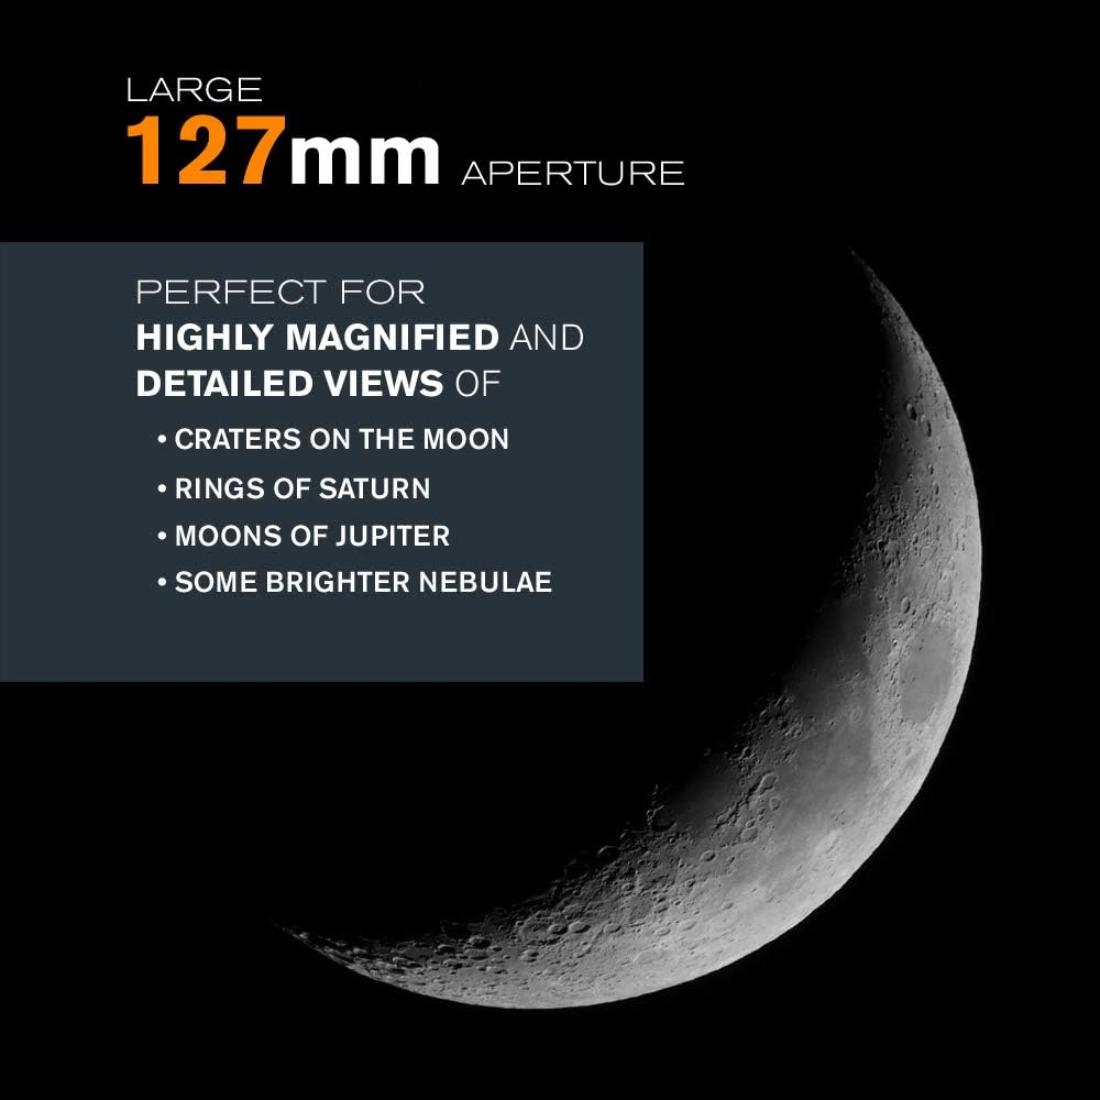 LARGE
127mm APERTURE
PERFECT FOR
HIGHLY MAGNIFIED AND
DETAILED VIEWS OF
• CRATERS ON THE MOON
• RINGS OF SATURN
• MOONS OF JUPITER
• SOME BRIGHTER NEBULAE